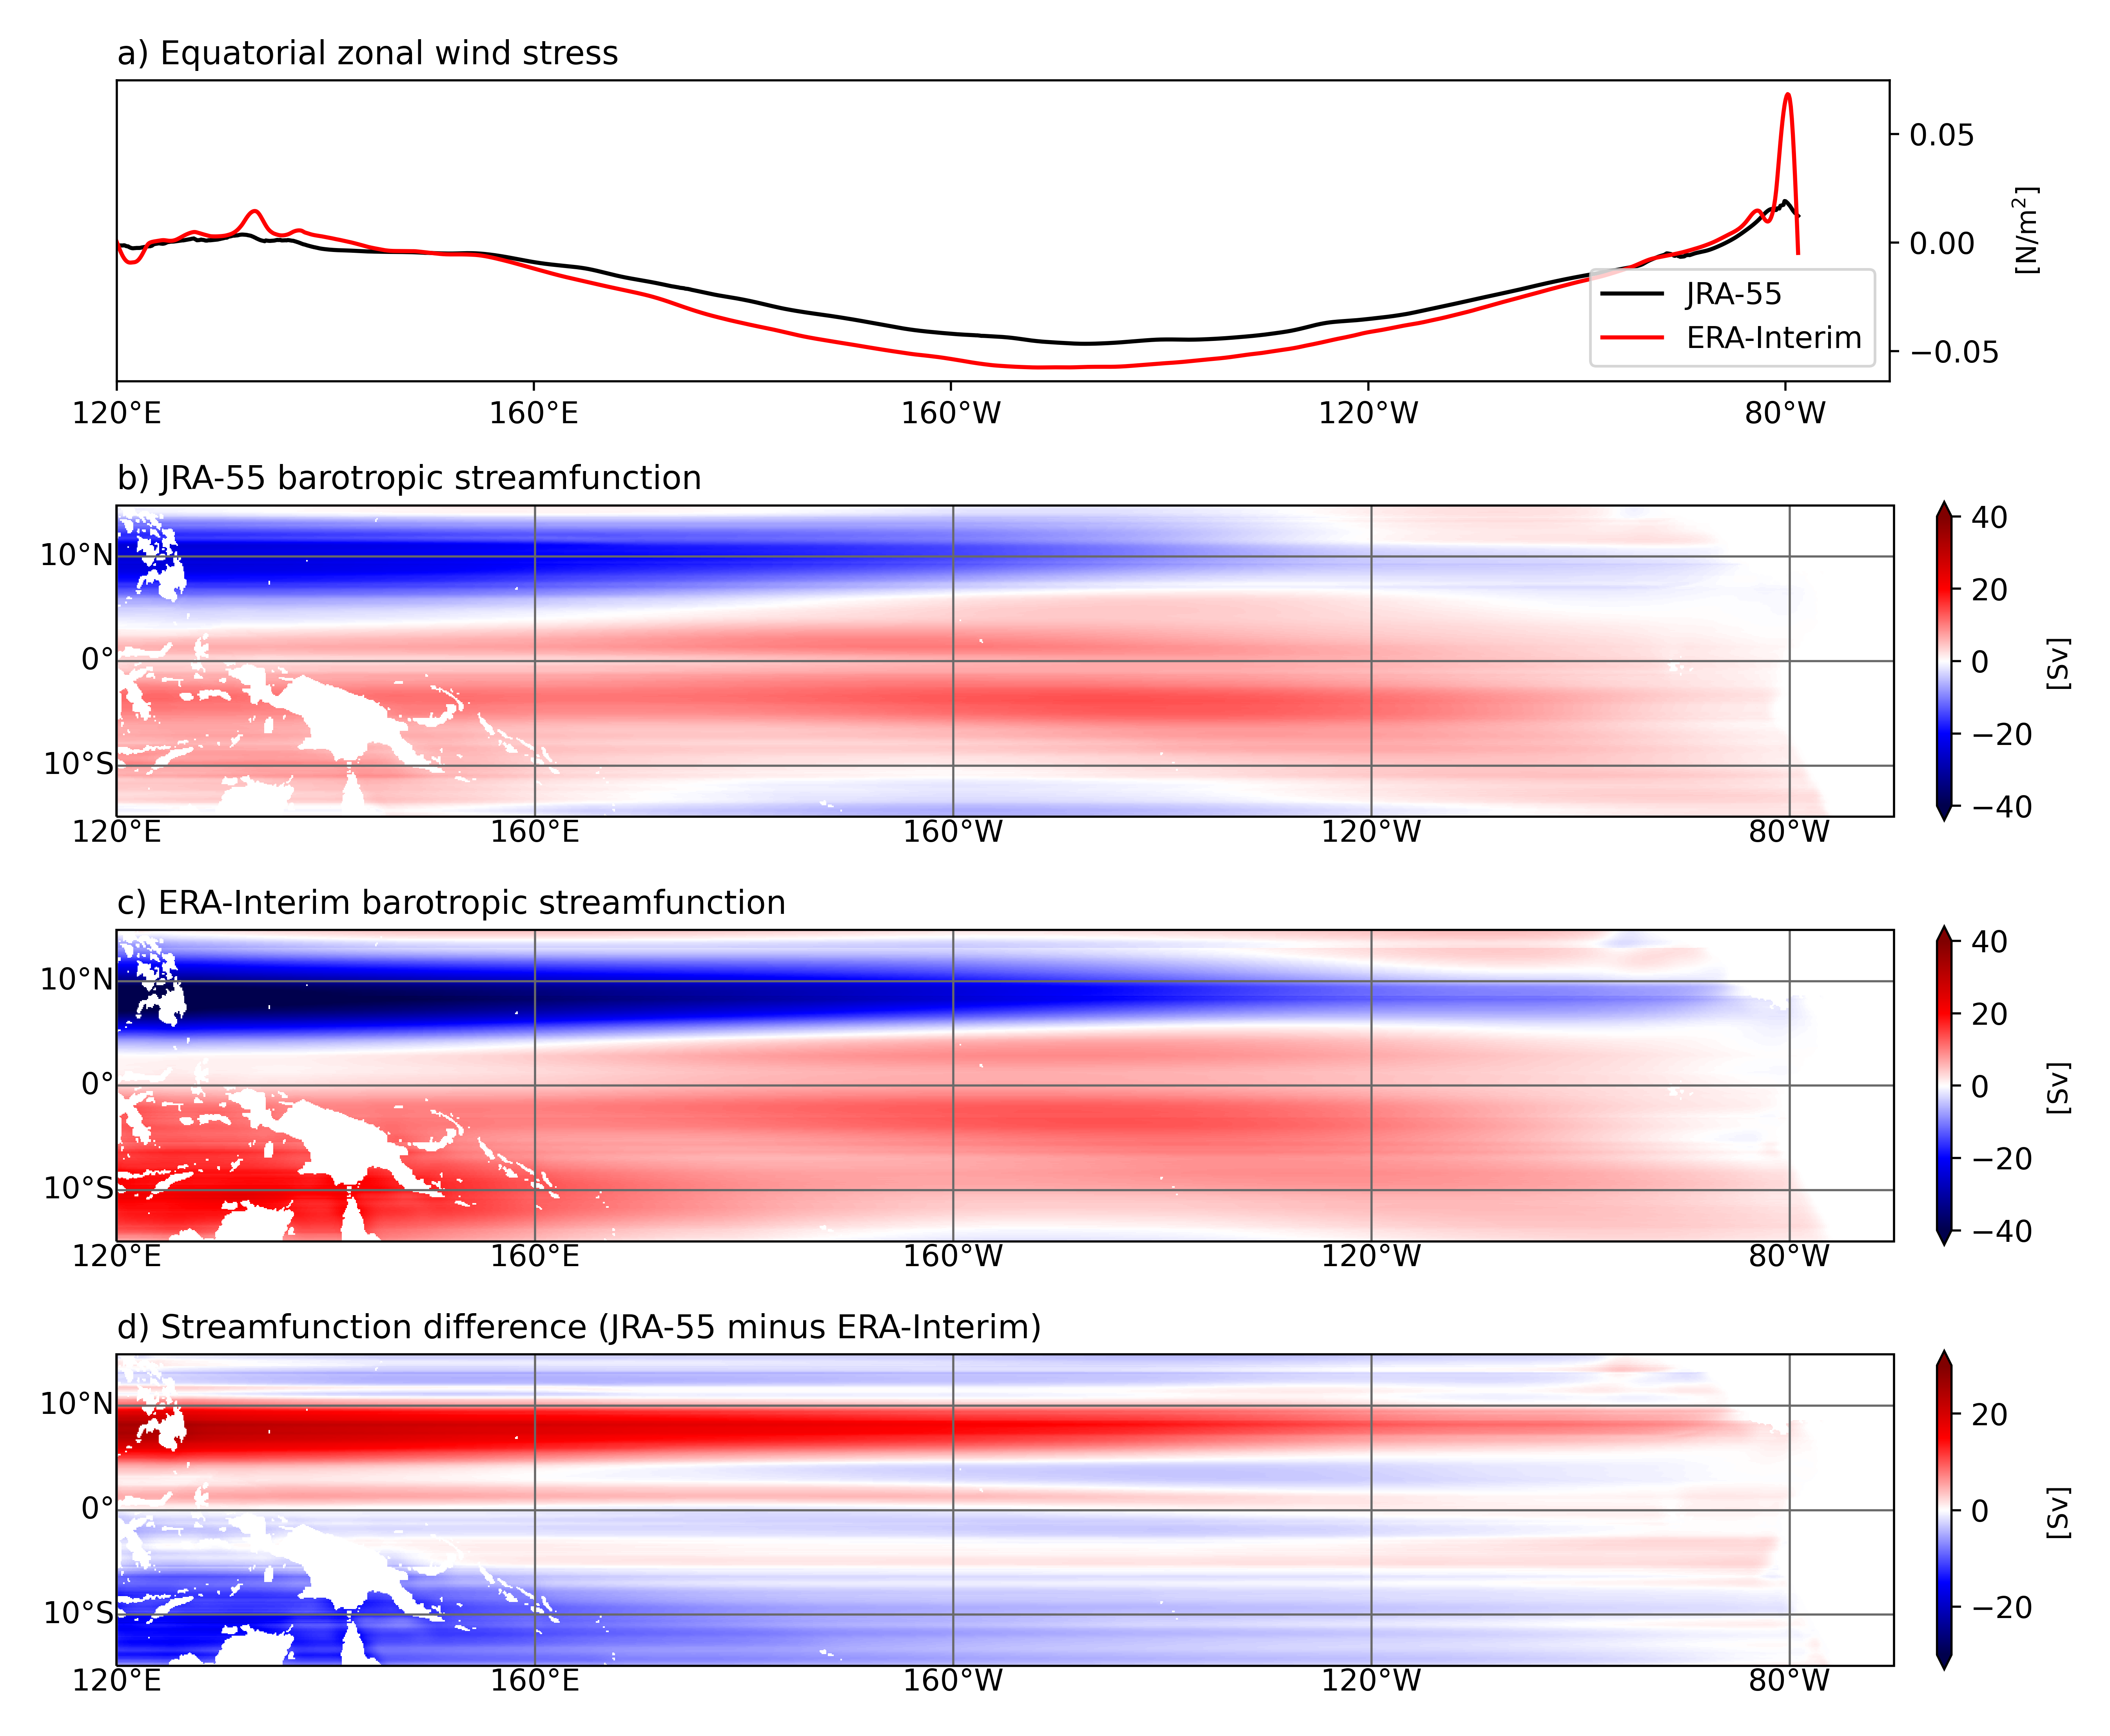 a) Equatorial zonal wind stress
0.05
0.00
−0.05
[N/m²]
JRA-55
ERA-Interim
120°E 160°E 160°W 120°W 80°W
b) JRA-55 barotropic streamfunction
10°N
0°
10°S
120°E 160°E 160°W 120°W 80°W
40
20
0
−20
−40
[Sv]
c) ERA-Interim barotropic streamfunction
10°N
0°
10°S
120°E 160°E 160°W 120°W 80°W
40
20
0
−20
−40
[Sv]
d) Streamfunction difference (JRA-55 minus ERA-Interim)
10°N
0°
10°S
120°E 160°E 160°W 120°W 80°W
20
0
−20
[Sv]